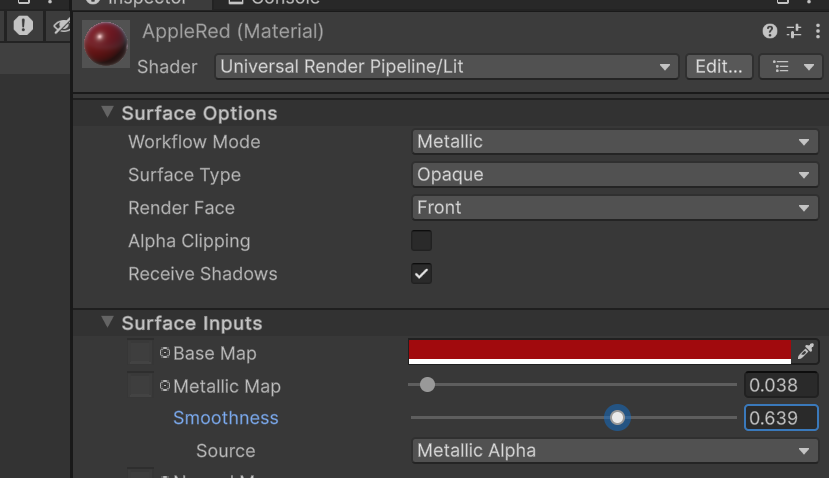 Inspector
Console
AppleRed (Material)
Shader Universal Render Pipeline/Lit Edit...
Surface Options
Workflow Mode Metallic
Surface Type Opaque
Render Face Front
Alpha Clipping
Receive Shadows
Surface Inputs
Base Map
Metallic Map 0.038
Smoothness 0.639
Source Metallic Alpha